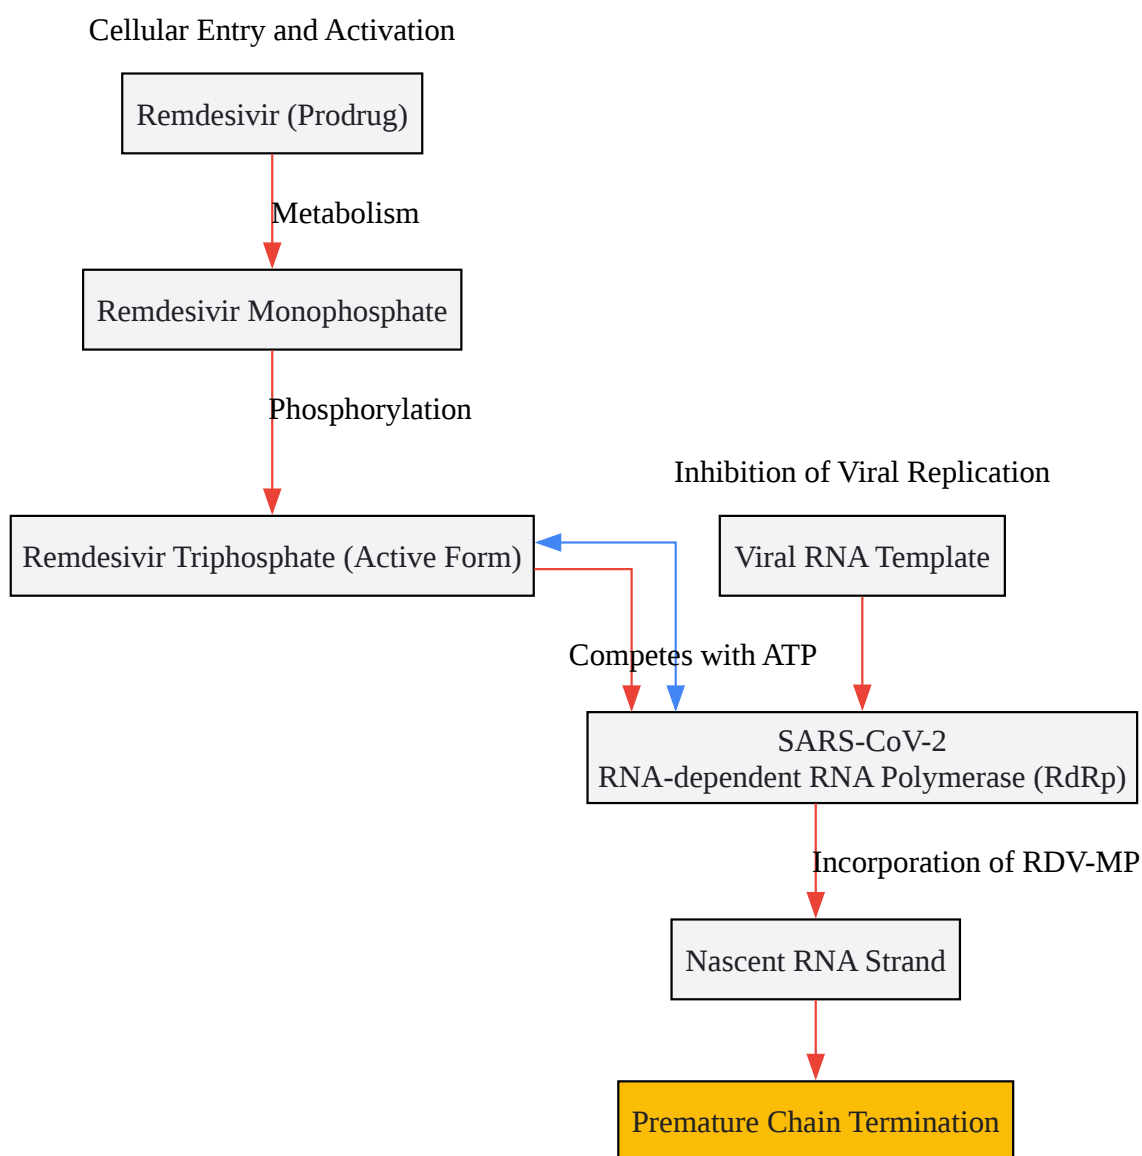 Cellular Entry and Activation
Remdesivir (Prodrug)
Metabolism
Remdesivir Monophosphate
Phosphorylation
Inhibition of Viral Replication
Remdesivir Triphosphate (Active Form)
Viral RNA Template
Competes with ATP
SARS-CoV-2
RNA-dependent RNA Polymerase (RdRp)
Incorporation of RDV-MP
Nascent RNA Strand
Premature Chain Termination